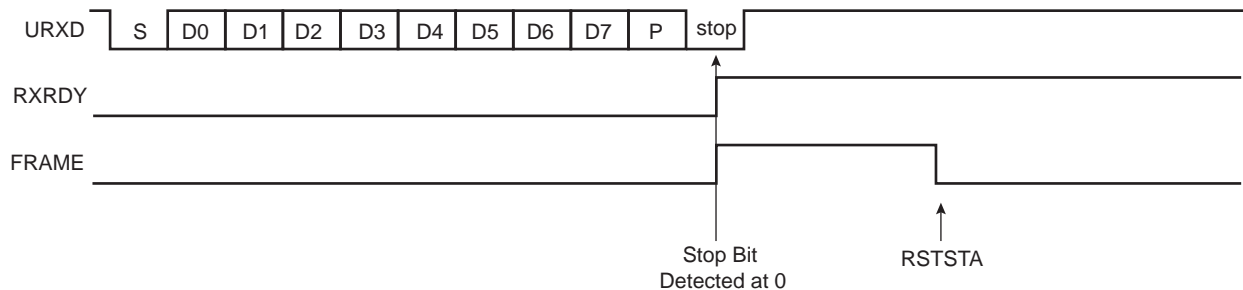 URXD S D0 D1 D2 D3 D4 D5 D6 D7 P stop
RXRDY
FRAME
Stop Bit
Detected at 0
RSTSTA